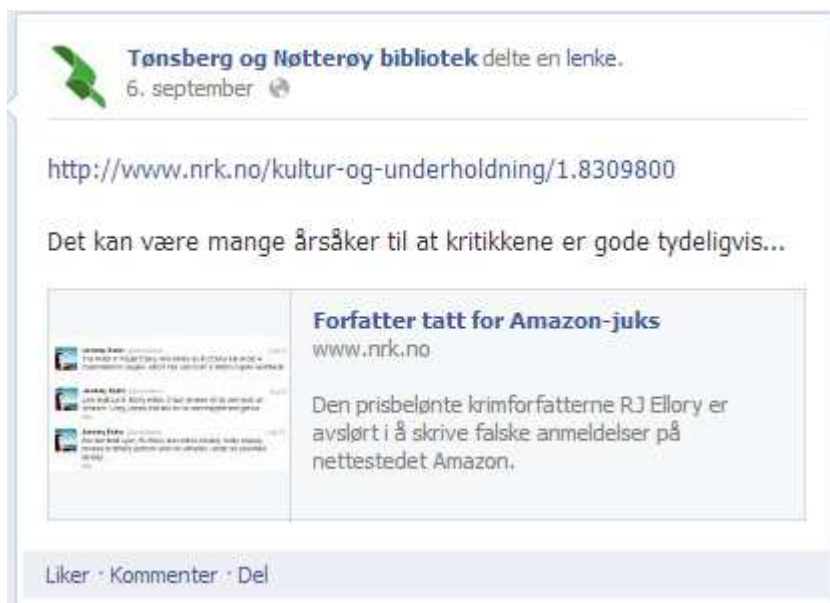 Tønsberg og Nøtterøy bibliotek delte en lenke.
6. september
http://www.nrk.no/kultur-og-underholdning/1.8309800
Det kan være mange årsåker til at kritikkene er gode tydeligvis...
Forfatter tatt for Amazon-juks
www.nrk.no
Den prisbelønte krimforfatterne RJ Ellory er
avslørt i å skrive falske anmeldelser på
nettestedet Amazon.
Liker · Kommenter · Del